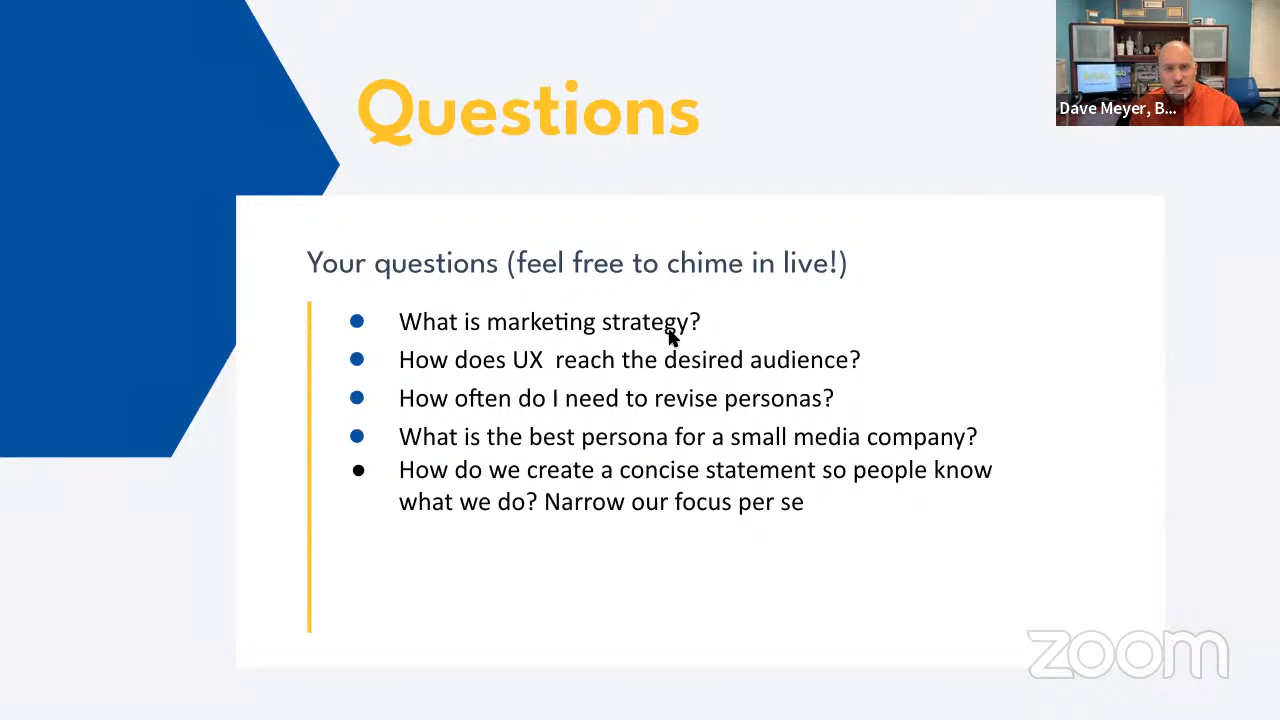 Questions
Dave Meyer, B...
Your questions (feel free to chime in live!)
What is marketing strategy?
How does UX  reach the desired audience?
How often do I need to revise personas?
What is the best persona for a small media company?
How do we create a concise statement so people know
what we do? Narrow our focus per se
zoom